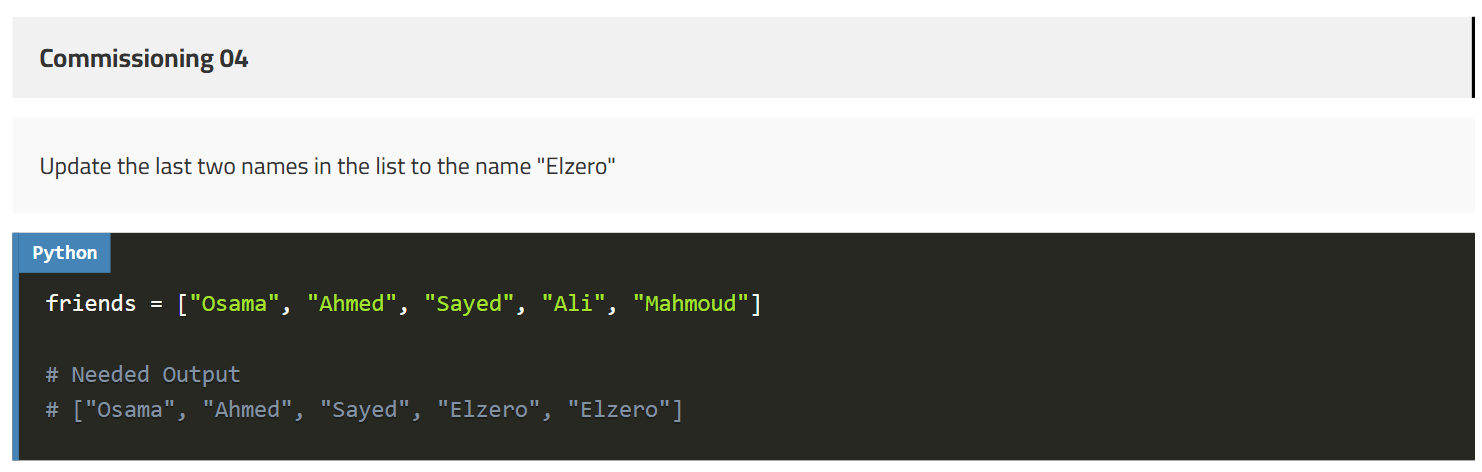 Commissioning 04
Update the last two names in the list to the name "Elzero"
Python
friends = ["Osama", "Ahmed", "Sayed", "Ali", "Mahmoud"]
# Needed Output
# ["Osama", "Ahmed", "Sayed", "Elzero", "Elzero"]